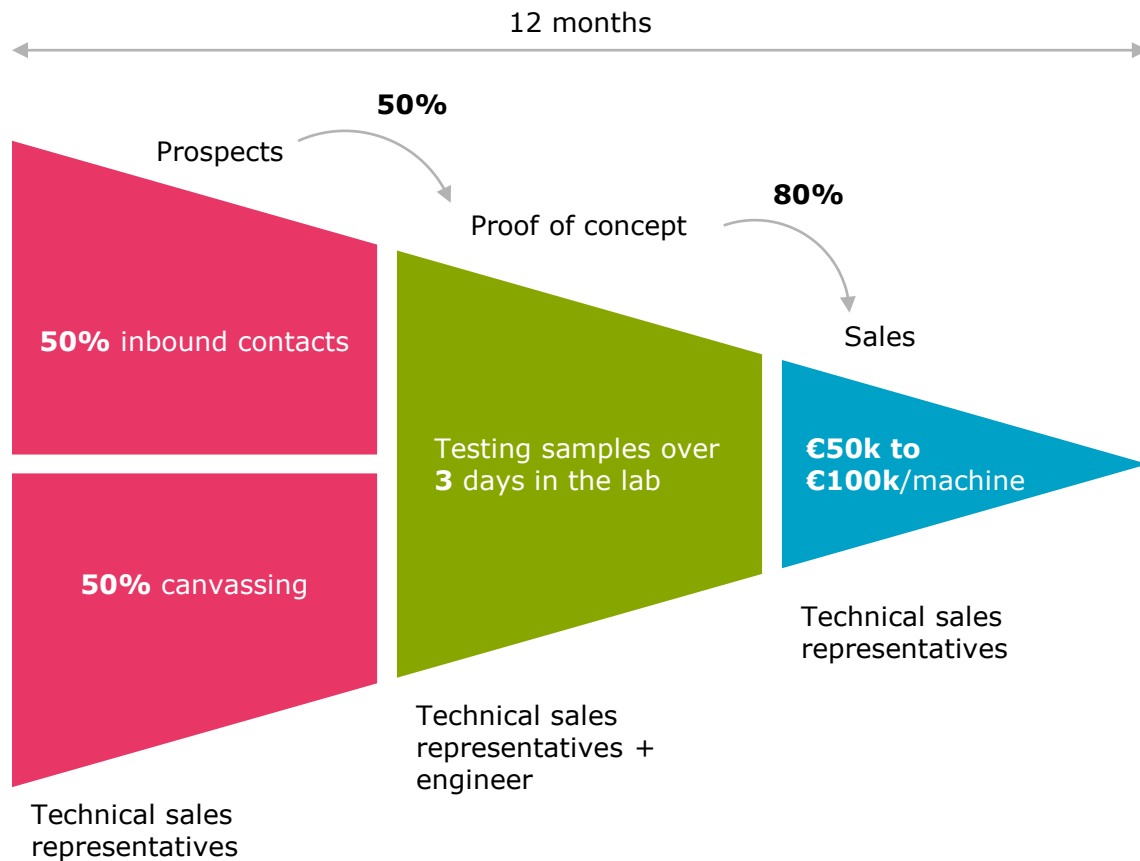 12 months
50%
Prospects
80%
Proof of concept
Sales
50% inbound contacts
Testing samples over
3 days in the lab
€50k to
€100k/machine
50% canvassing
Technical sales
representatives
Technical sales
representatives +
engineer
Technical sales
representatives